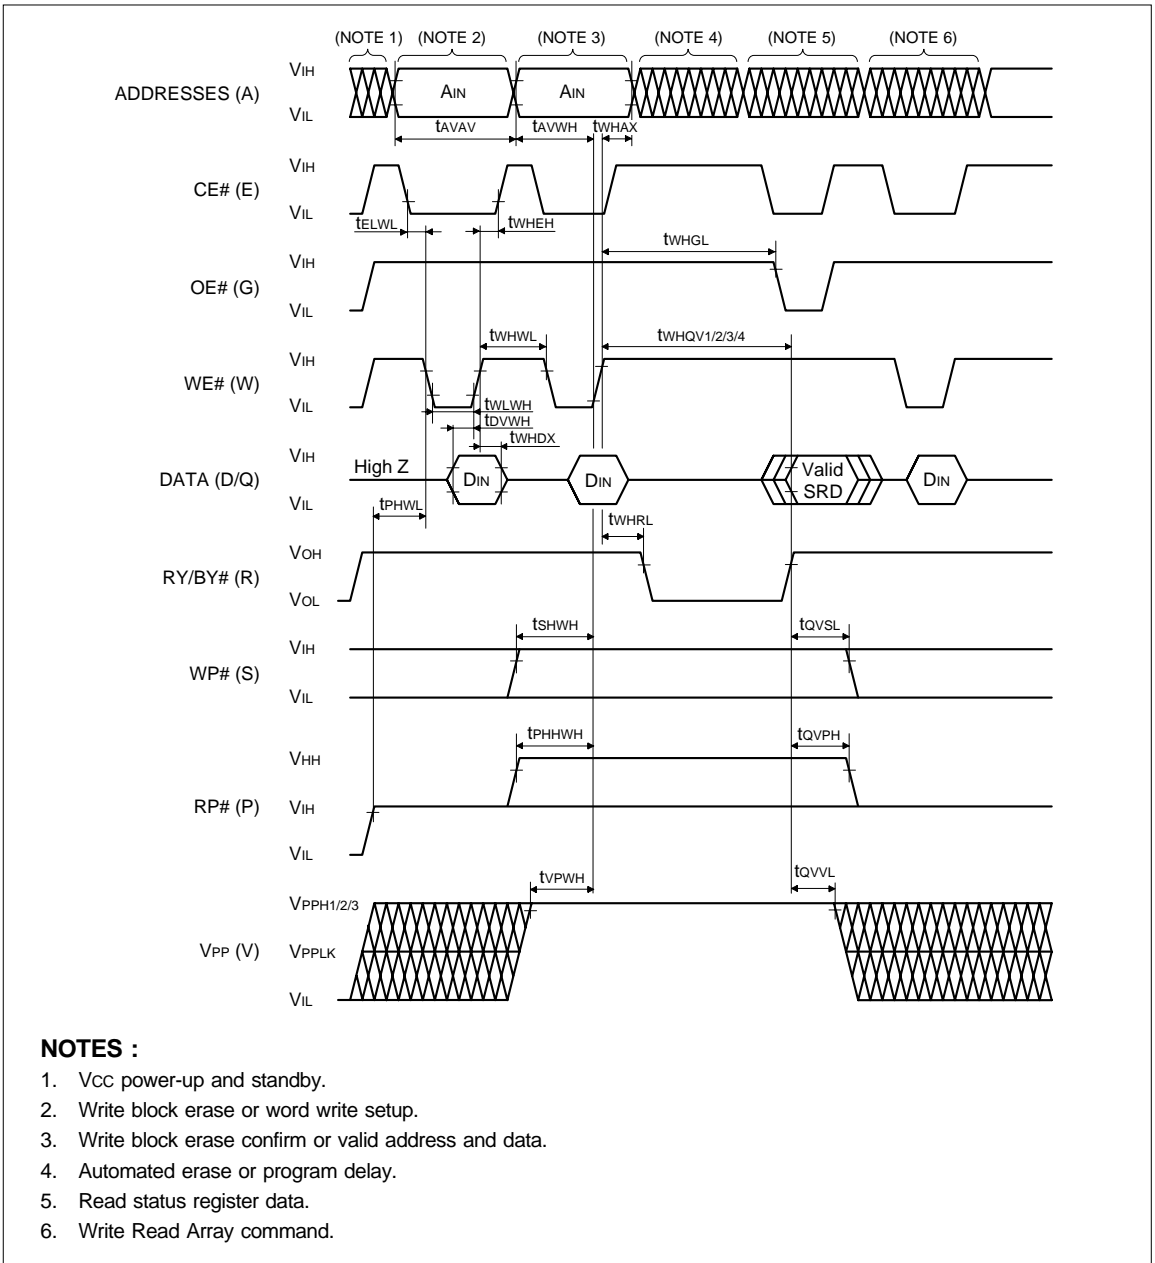 (NOTE 1) (NOTE 2) (NOTE 3) (NOTE 4) (NOTE 5) (NOTE 6)
ADDRESSES (A)
VIH
VIL
AIN
AIN
tAVAV
tAVWH
tWHAX
CE# (E)
VIH
VIL
tELWL
tWHEH
tWHGL
OE# (G)
VIH
VIL
tWHWL
tWHQV1/2/3/4
WE# (W)
VIH
VIL
tWLWH
tDVWH
tWHDX
DATA (D/Q)
VIH
VIL
High Z
DIN
DIN
Valid
SRD
DIN
tPHWL
tWHRL
RY/BY# (R)
VOH
VOL
tSHWH
tQVSL
WP# (S)
VIH
VIL
tPHHWH
tQVPH
RP# (P)
VHH
VIH
VIL
tVPWH
tQVVL
VPP (V)
VPPH1/2/3
VPPLK
VIL
NOTES :
1. VCC power-up and standby.
2. Write block erase or word write setup.
3. Write block erase confirm or valid address and data.
4. Automated erase or program delay.
5. Read status register data.
6. Write Read Array command.